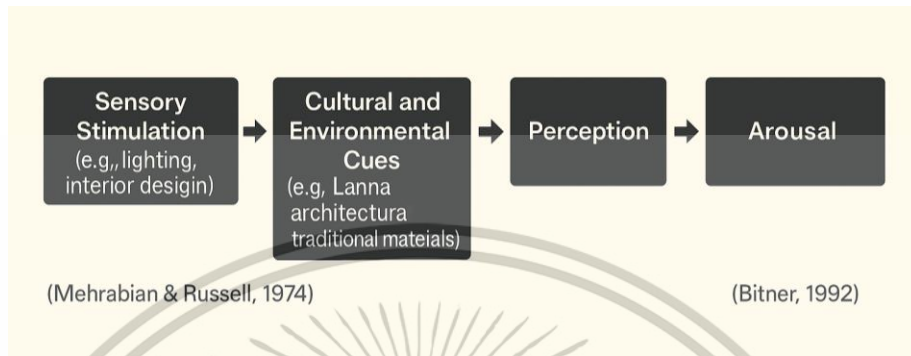 Sensory
Stimulation
(e.g,, lighting,
interior desigin)
Cultural and
Environmental
Cues
(e.g, Lanna
architectura
traditional mateials)
Perception
Arousal
(Mehrabian & Russell, 1974)
(Bitner, 1992)